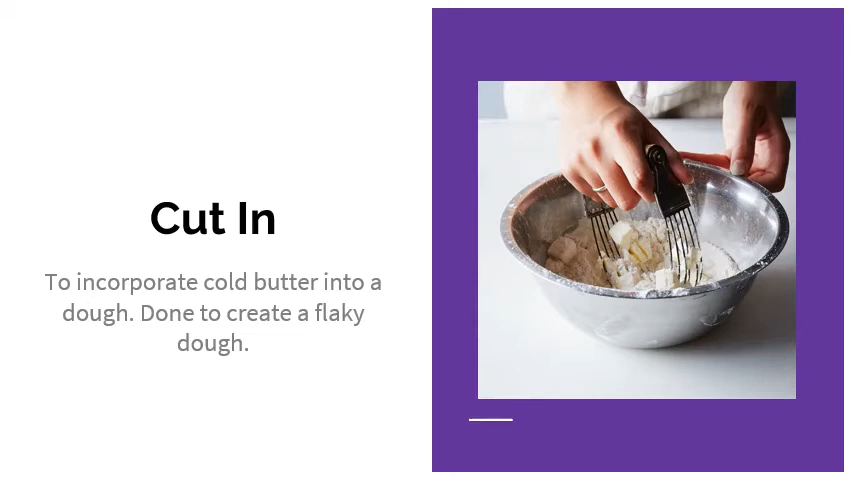 Cut In
To incorporate cold butter into a
dough. Done to create a flaky
dough.